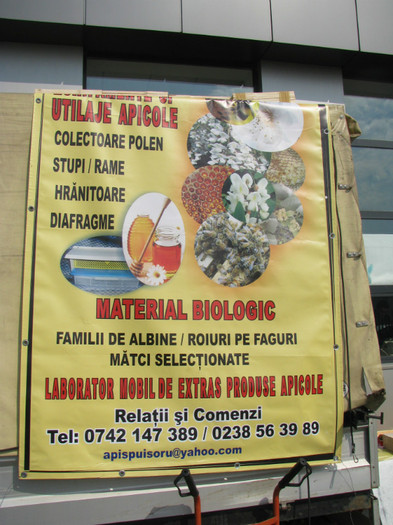 UTILAJE APICOLE
COLECTOARE POLEN
STUPI / RAME
HRĂNITOARE
DIAFRAGME
MATERIAL BIOLOGIC
FAMILII DE ALBINE / ROIURI PE FAGURI
MĂTCI SELECȚIONATE
LABORATOR MOBIL DE EXTRAS PRODUSE APICOLE
Relații și Comenzi
Tel: 0742 147 389 / 0238 56 39 89
apispuisoru@yahoo.com